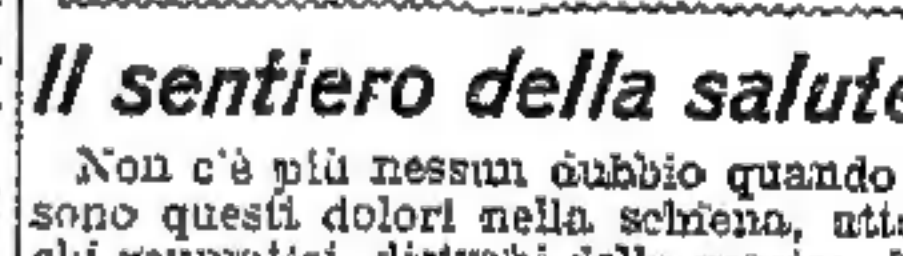 Il sentiero della salute
Non c'è più nessun dubbio quando
sono questi dolori nella schiena,